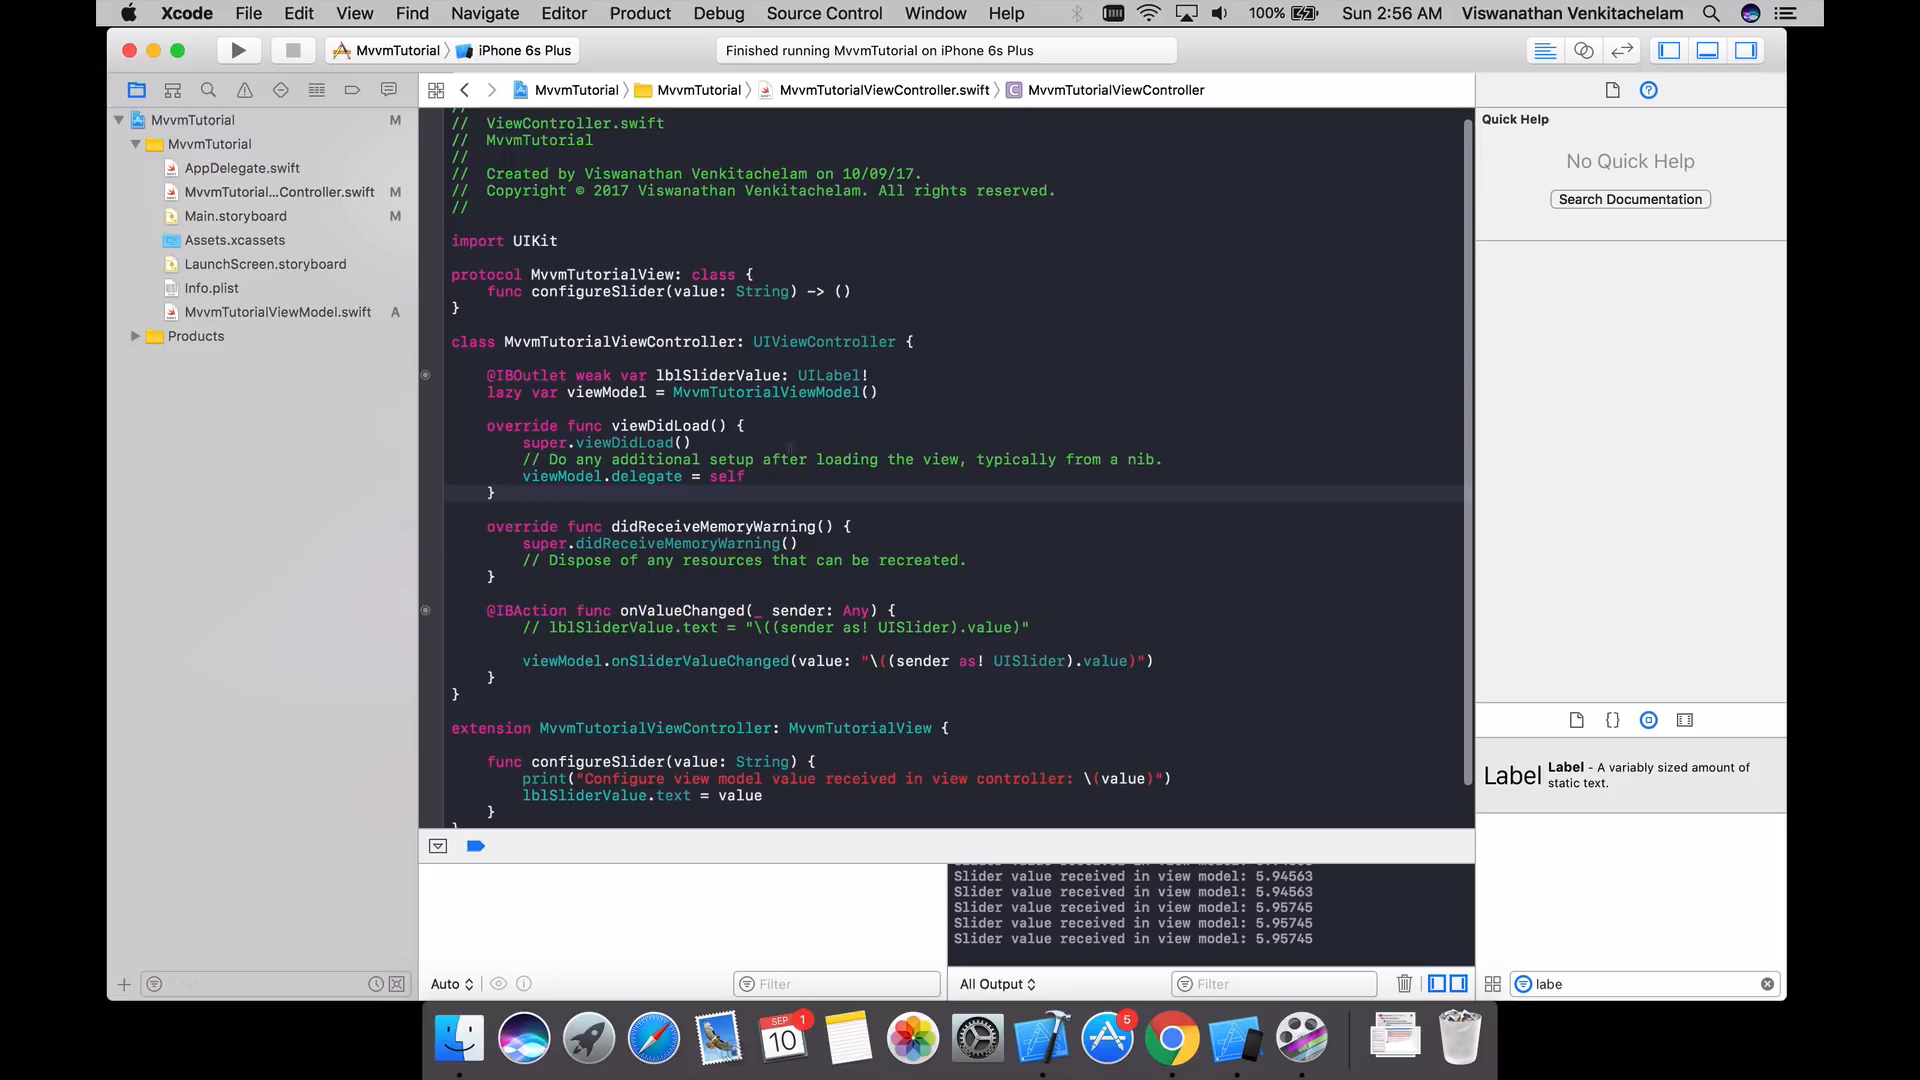 Xcode File Edit View Find Navigate Editor Product Debug Source Control Window Help 100% Sun 2:56 AM Viswanathan Venkitachelam
MvvmTutorial iPhone 6s Plus Finished running MvvmTutorial on iPhone 6s Plus
MvvmTutorial MvvmTutorial MvvmTutorialViewController.swift C MvvmTutorialViewController
MvvmTutorial M
MvvmTutorial
AppDelegate.swift
MvvmTutorial...Controller.swift M
Main.storyboard M
Assets.xcassets
LaunchScreen.storyboard
Info.plist
MvvmTutorialViewModel.swift A
Products
//
// ViewController.swift
// MvvmTutorial
//
// Created by Viswanathan Venkitachelam on 10/09/17.
// Copyright © 2017 Viswanathan Venkitachelam. All rights reserved.
//
import UIKit
protocol MvvmTutorialView: class {
func configureSlider(value: String) -> ()
}
class MvvmTutorialViewController: UIViewController {
@IBOutlet weak var lblSliderValue: UILabel!
lazy var viewModel = MvvmTutorialViewModel()
override func viewDidLoad() {
super.viewDidLoad()
// Do any additional setup after loading the view, typically from a nib.
viewModel.delegate = self
}
override func didReceiveMemoryWarning() {
super.didReceiveMemoryWarning()
// Dispose of any resources that can be recreated.
}
@IBAction func onValueChanged(_ sender: Any) {
// lblSliderValue.text = "\((sender as! UISlider).value)"
viewModel.onSliderValueChanged(value: "\((sender as! UISlider).value)")
}
}
extension MvvmTutorialViewController: MvvmTutorialView {
func configureSlider(value: String) {
print("Configure view model value received in view controller: \(value)")
lblSliderValue.text = value
}
Quick Help
No Quick Help
Search Documentation
{}
Label Label - A variably sized amount of
static text.
Slider value received in view model: 5.94563
Slider value received in view model: 5.94563
Slider value received in view model: 5.95745
Slider value received in view model: 5.95745
Slider value received in view model: 5.95745
Auto Filter All Output Filter labe
SEP 1
10
5